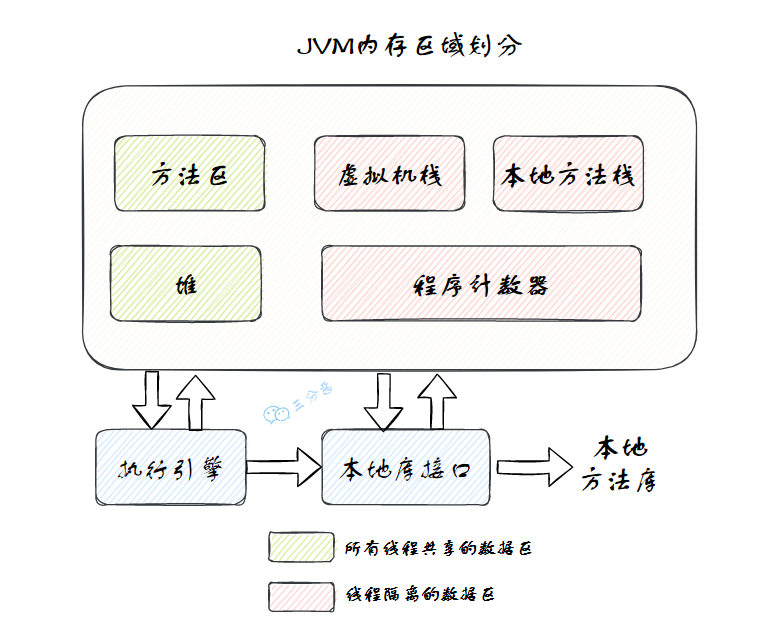 JVM内存区域划分
方法区
虚拟机栈
本地方法栈
堆
程序计数器
三分恶
执行引擎
本地库接口
本地
方法库
所有线程共享的数据区
线程隔离的数据区